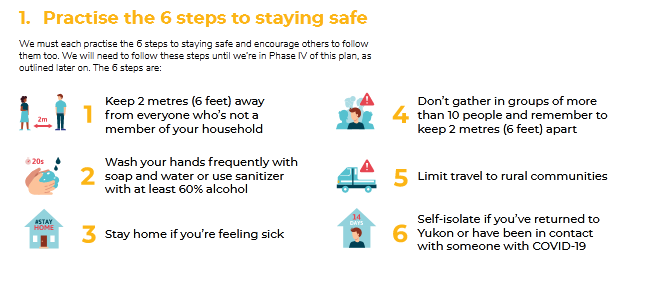 1. Practise the 6 steps to staying safe
We must each practise the 6 steps to staying safe and encourage others to follow
them too. We will need to follow these steps until we're in Phase IV of this plan, as
outlined later on. The 6 steps are:
2m
1
Keep 2 metres (6 feet) away
from everyone who's not a
member of your household
20s
2
Wash your hands frequently with
soap and water or use sanitizer
with at least 60% alcohol
#STAY
HOME
3
Stay home if you're feeling sick
4
Don't gather in groups of more
than 10 people and remember to
keep 2 metres (6 feet) apart
5
Limit travel to rural communities
14
DAYS
6
Self-isolate if you've returned to
Yukon or have been in contact
with someone with COVID-19